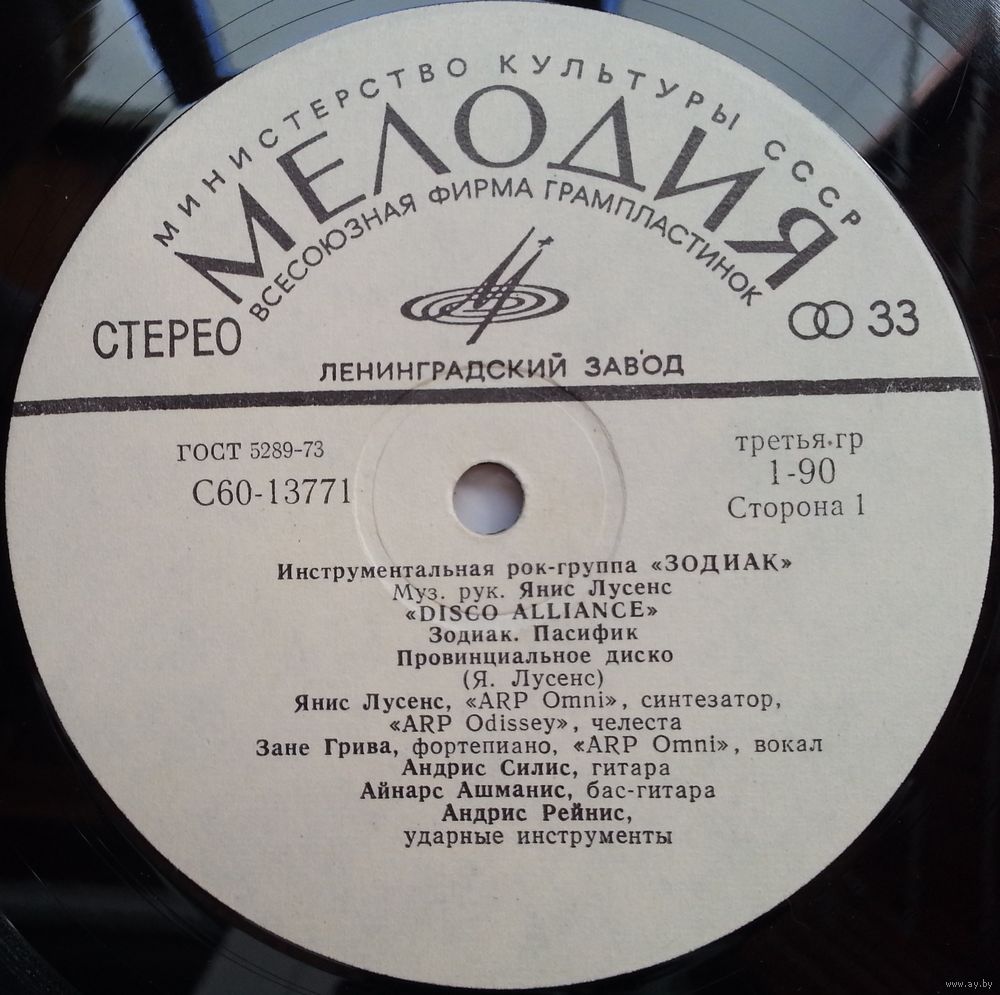 МИНИСТЕРСТВО КУЛЬТУРЫ СССР
МЕЛОДИЯ
ВСЕСОЮЗНАЯ ФИРМА ГРАМПЛАСТИНОК
СТЕРЕО
33
ЛЕНИНГРАДСКИЙ ЗАВОД
ГОСТ 5289-73
С60-13771
третья·гр
1-90
Сторона 1
Инструментальная рок-группа «ЗОДИАК»
Муз. рук. Янис Лусенс
«DISCO ALLIANCE»
Зодиак. Пасифик
Провинциальное диско
(Я. Лусенс)
Янис Лусенс, «ARP Omni», синтезатор,
«ARP Odissey», челеста
Зане Грива, фортепиано, «ARP Omni», вокал
Андрис Силис, гитара
Айнарс Ашманис, бас-гитара
Андрис Рейнис,
ударные инструменты
www.ay.by